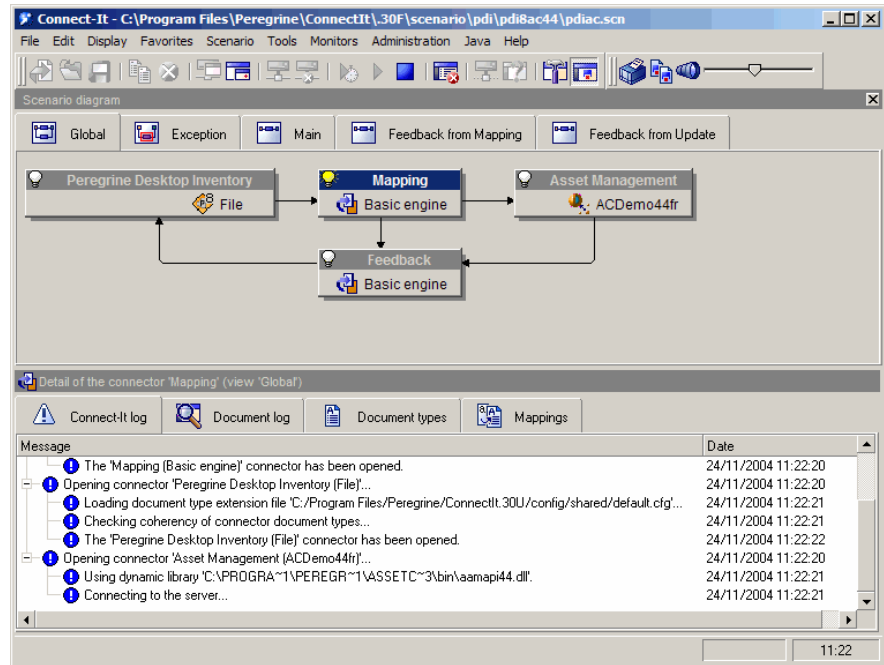 Connect-It - C:\Program Files\Peregrine\ConnectIt\.30F\scenario\pdi\pdi8ac44\pdiac.scn
File Edit Display Favorites Scenario Tools Monitors Administration Java Help
Scenario diagram
Global Exception Main Feedback from Mapping Feedback from Update
Peregrine Desktop Inventory Mapping Asset Management
File Basic engine ACDemo44fr
Feedback
Basic engine
Detail of the connector 'Mapping' (view 'Global')
Connect-It log Document log Document types Mappings
Message Date
The 'Mapping (Basic engine)' connector has been opened. 24/11/2004 11:22:20
Opening connector 'Peregrine Desktop Inventory (File)'... 24/11/2004 11:22:20
Loading document type extension file 'C:/Program Files/Peregrine/ConnectIt.30U/config/shared/default.cfg'... 24/11/2004 11:22:21
Checking coherency of connector document types... 24/11/2004 11:22:21
The 'Peregrine Desktop Inventory (File)' connector has been opened. 24/11/2004 11:22:22
Opening connector 'Asset Management (ACDemo44fr)'... 24/11/2004 11:22:20
Using dynamic library 'C:\PROGRA~1\PEREGR~1\ASSETC~3\bin\aamapi44.dll'. 24/11/2004 11:22:21
Connecting to the server... 24/11/2004 11:22:21
11:22